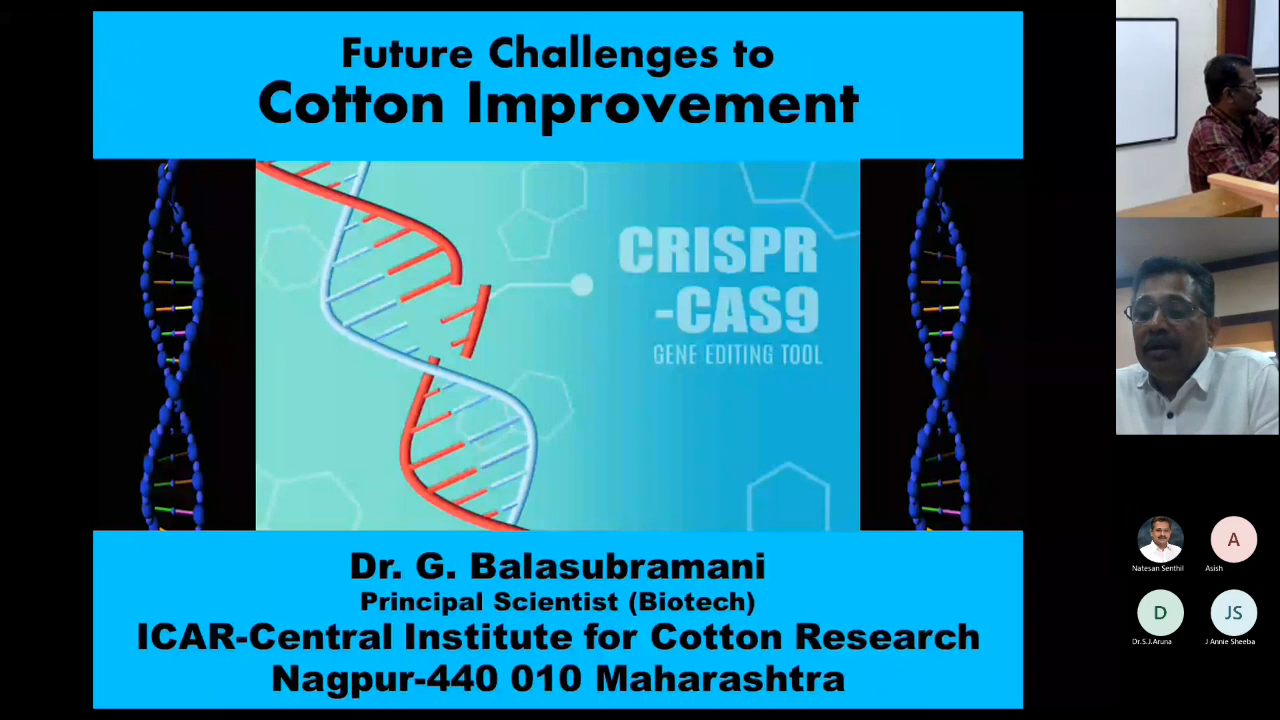 Future Challenges to
Cotton Improvement
CRISPR
-CAS9
GENE EDITING TOOL
Dr. G. Balasubramani
Principal Scientist (Biotech)
ICAR-Central Institute for Cotton Research
Nagpur-440 010 Maharashtra
A
Natesan Senthil
Asish
D
JS
Dr.S.J.Aruna
J Annie Sheeba